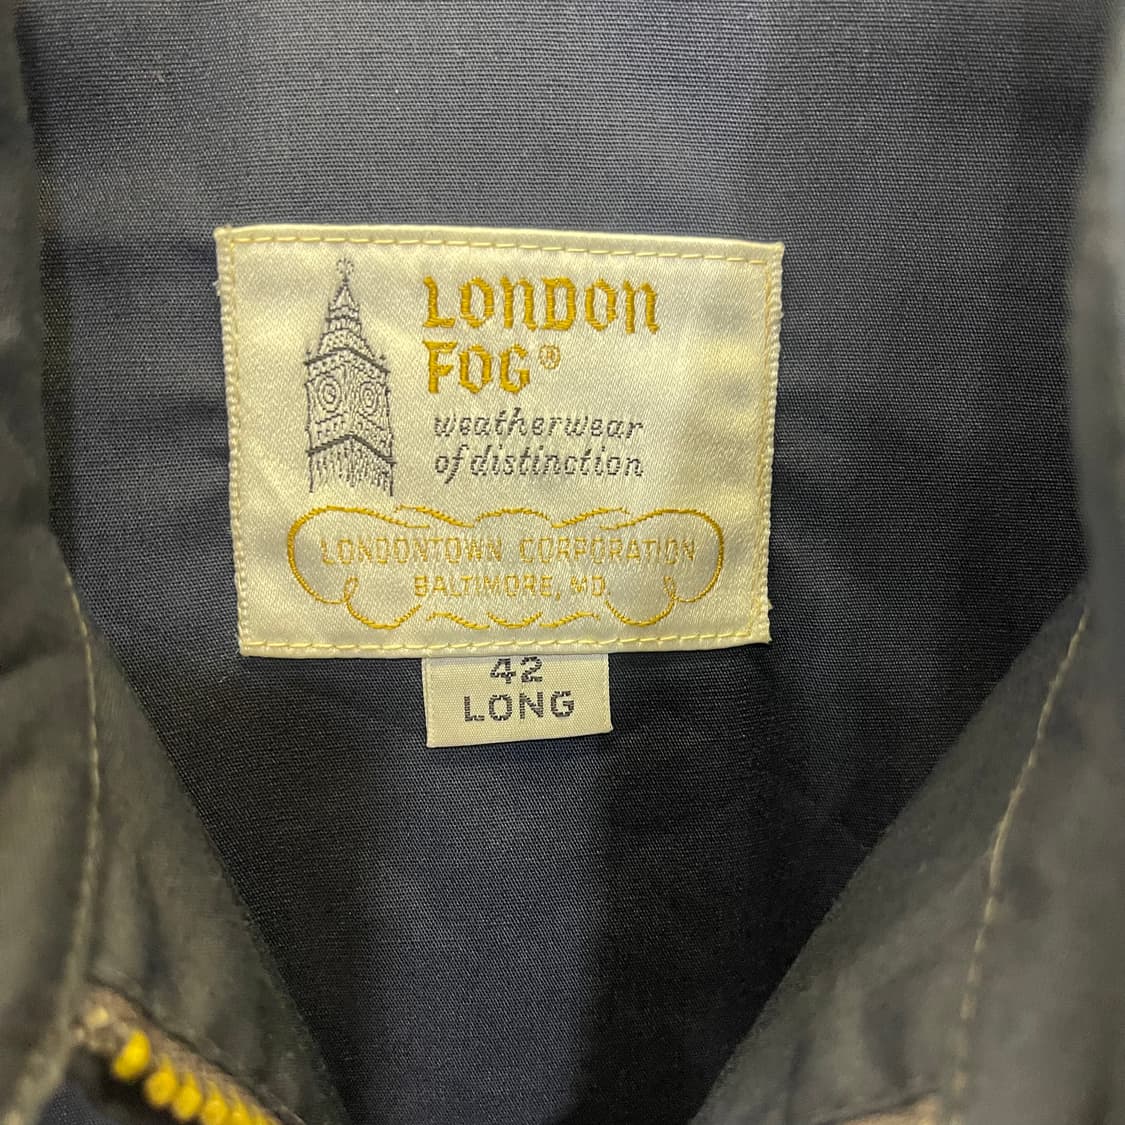 LONDON
FOG®
weatherwear
of distinction
LONDONTOWN CORPORATION
BALTIMORE, MD.
42
LONG